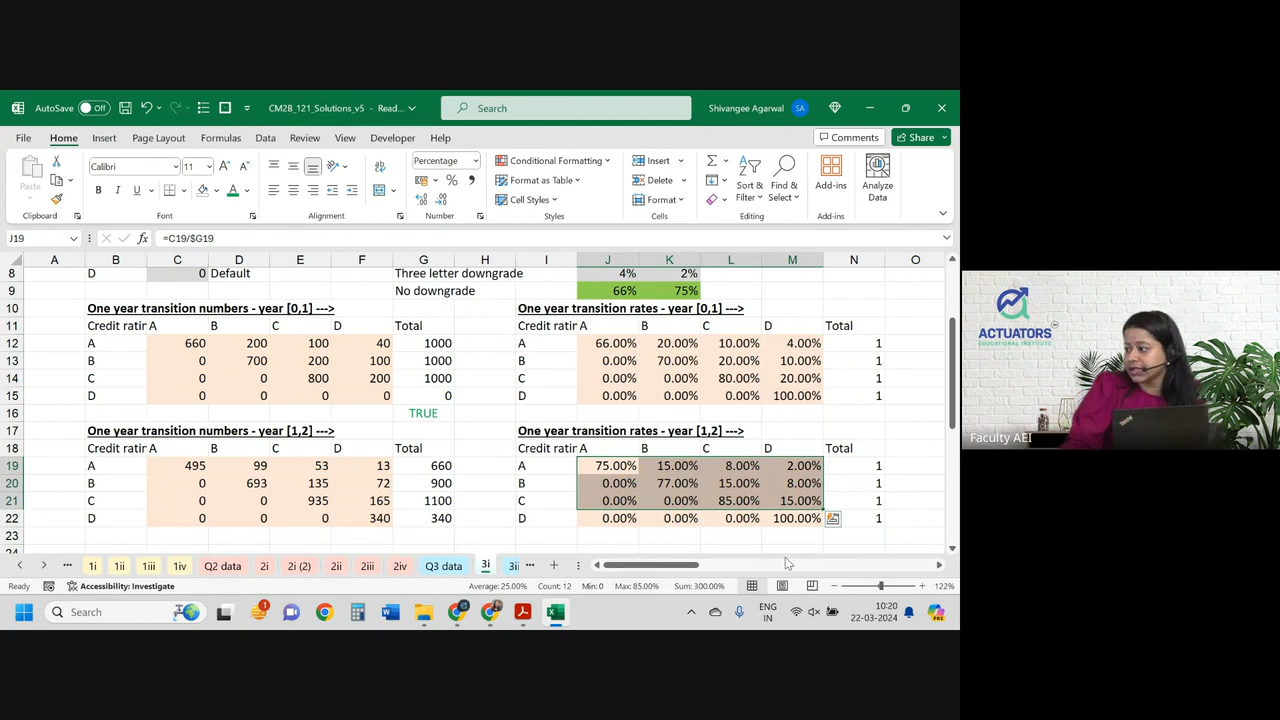 AutoSave Off CM2B_121_Solutions_v5 - Read... Search Shivangee Agarwal SA
File Home Insert Page Layout Formulas Data Review View Developer Help Comments Share
Paste Calibri 11 A A ab Percentage Conditional Formatting Insert Sort & Filter Find & Select Add-ins Analyze Data
B I U A % Format as Table Delete
Cell Styles Format
Clipboard Font Alignment Number Styles Cells Editing Add-ins
J19 fx =C19/$G19
A B C D E F G H I J K L M N O
8 D 0 Default Three letter downgrade 4% 2%
9 No downgrade 66% 75%
10 One year transition numbers - year [0,1] ---> One year transition rates - year [0,1] --->
11 Credit ratir A B C D Total Credit ratir A B C D Total
12 A 660 200 100 40 1000 A 66.00% 20.00% 10.00% 4.00% 1
13 B 0 700 200 100 1000 B 0.00% 70.00% 20.00% 10.00% 1
14 C 0 0 800 200 1000 C 0.00% 0.00% 80.00% 20.00% 1
15 D 0 0 0 0 0 D 0.00% 0.00% 0.00% 100.00% 1
16 TRUE
17 One year transition numbers - year [1,2] ---> One year transition rates - year [1,2] --->
18 Credit ratir A B C D Total Credit ratir A B C D Total
19 A 495 99 53 13 660 A 75.00% 15.00% 8.00% 2.00% 1
20 B 0 693 135 72 900 B 0.00% 77.00% 15.00% 8.00% 1
21 C 0 0 935 165 1100 C 0.00% 0.00% 85.00% 15.00% 1
22 D 0 0 0 340 340 D 0.00% 0.00% 0.00% 100.00% 1
23
24
... 1i 1ii 1iii 1iv Q2 data 2i 2i (2) 2ii 2iii 2iv Q3 data 3i 3ii ...
Ready Accessibility: Investigate Average: 25.00% Count: 12 Min: 0 Max: 85.00% Sum: 300.00% 122%
Search 1 ENG IN 10:20 22-03-2024
ACTUATORS
EDUCATIONAL INSTITUTE
Faculty AEI